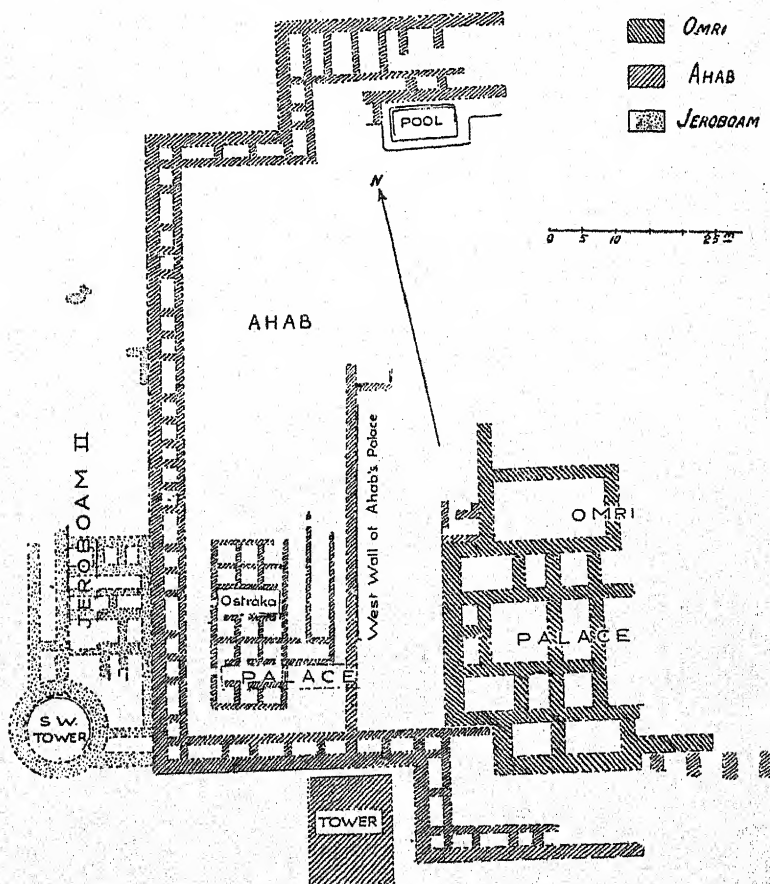 OMRI
AHAB
JEROBOAM
POOL
N
0 5 10 25 m
AHAB
West Wall of Ahab's Palace
JEROBOAM II
OMRI
Ostraka
PALACE
PALACE
S.W.
TOWER
TOWER